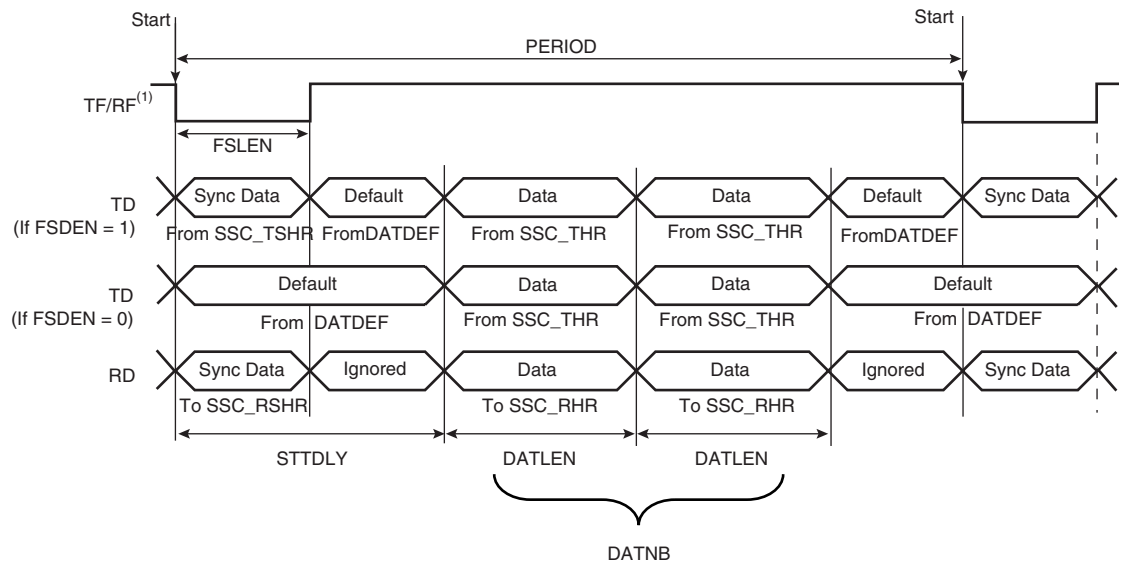 Start
Start
PERIOD
TF/RF(1)
FSLEN
TD
(If FSDEN = 1)
Sync Data
Default
Data
Data
Default
Sync Data
From SSC_TSHR
FromDATDEF
From SSC_THR
From SSC_THR
FromDATDEF
TD
(If FSDEN = 0)
Default
Data
Data
Default
From DATDEF
From SSC_THR
From SSC_THR
From DATDEF
RD
Sync Data
Ignored
Data
Data
Ignored
Sync Data
To SSC_RSHR
To SSC_RHR
To SSC_RHR
STTDLY
DATLEN
DATLEN
DATNB